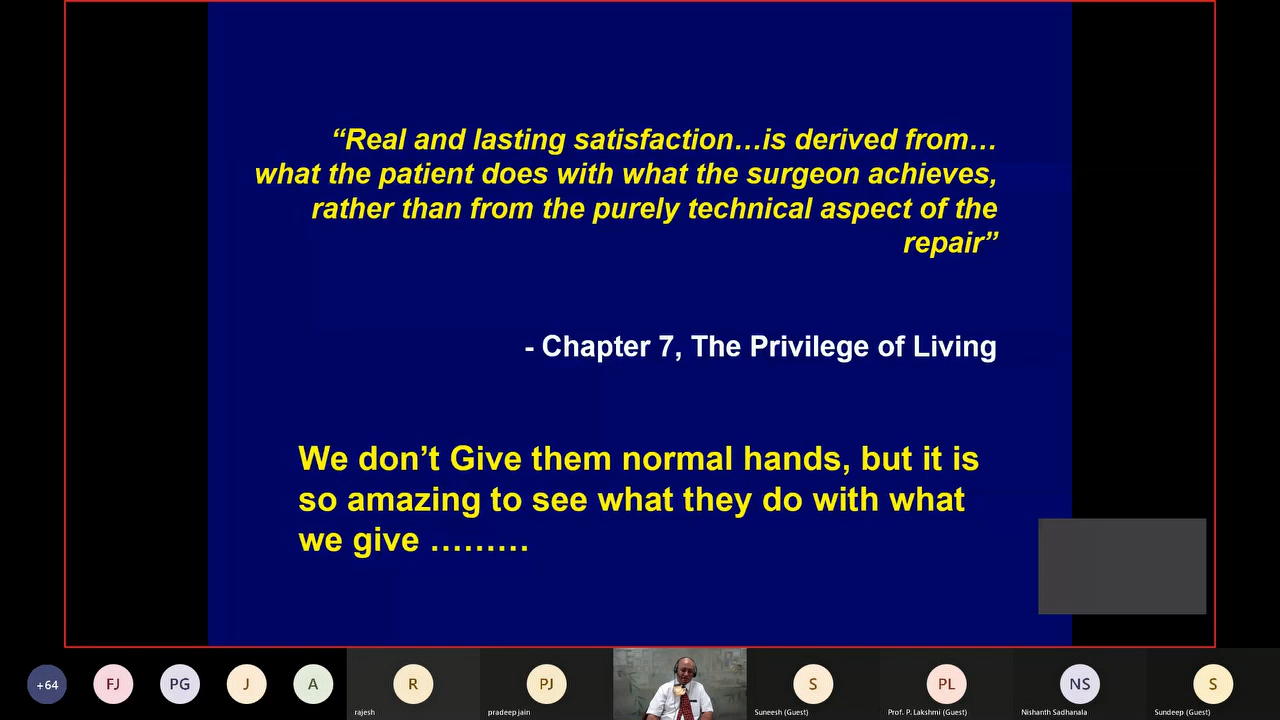 “Real and lasting satisfaction…is derived from…
what the patient does with what the surgeon achieves,
rather than from the purely technical aspect of the
repair”
- Chapter 7, The Privilege of Living
We don’t Give them normal hands, but it is
so amazing to see what they do with what
we give ………
+64
FJ
PG
J
A
R
PJ
S
PL
NS
S
rajesh
pradeep jain
Suneesh (Guest)
Prof. P. Lakshmi (Guest)
Nishanth Sadhanala
Sundeep (Guest)